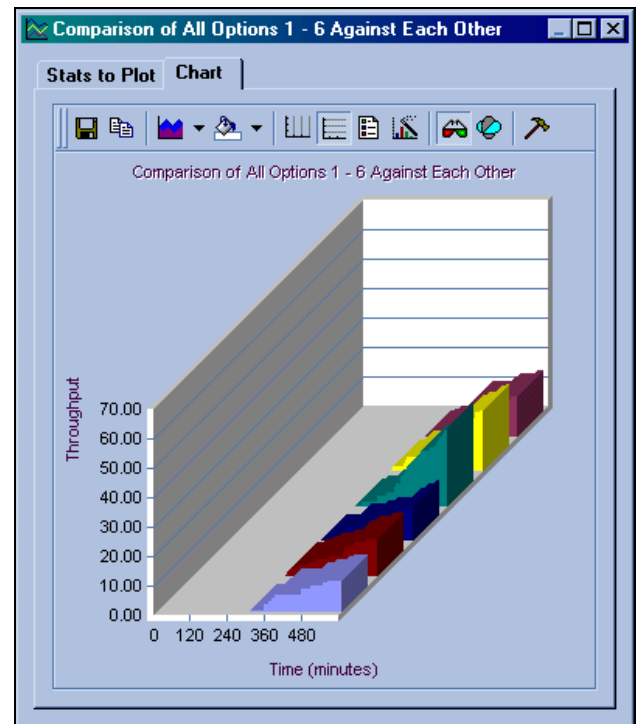 Comparison of All Options 1 - 6 Against Each Other
Stats to Plot
Chart
Comparison of All Options 1 - 6 Against Each Other
Throughput
70.00
60.00
50.00
40.00
30.00
20.00
10.00
0.00
0 120 240 360 480
Time (minutes)